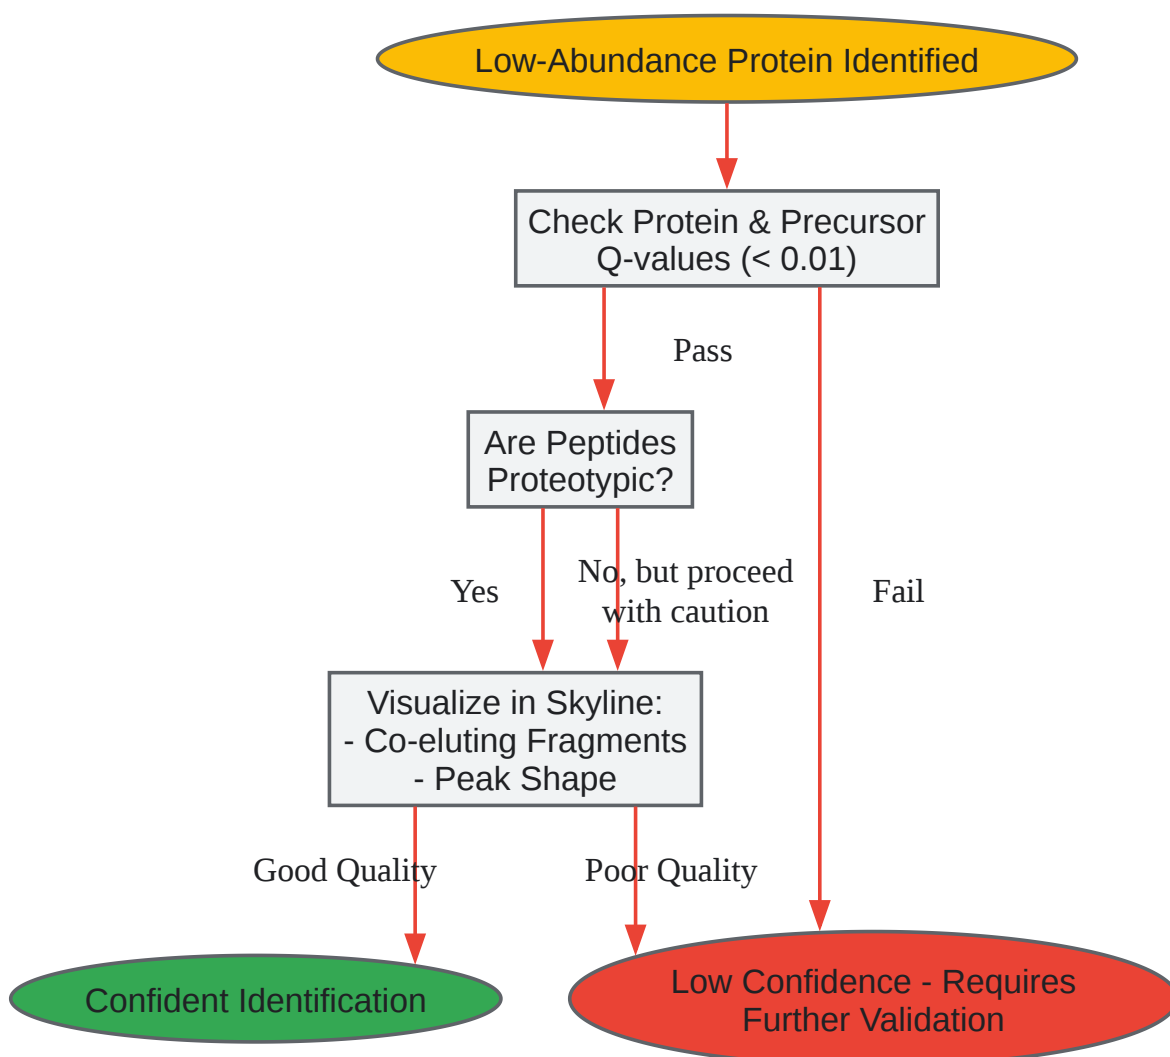 Low-Abundance Protein Identified
Check Protein & Precursor
Q-values (< 0.01)
Pass
Are Peptides
Proteotypic?
Yes
No, but proceed
with caution
Fail
Visualize in Skyline:
- Co-eluting Fragments
- Peak Shape
Good Quality
Poor Quality
Confident Identification
Low Confidence - Requires
Further Validation